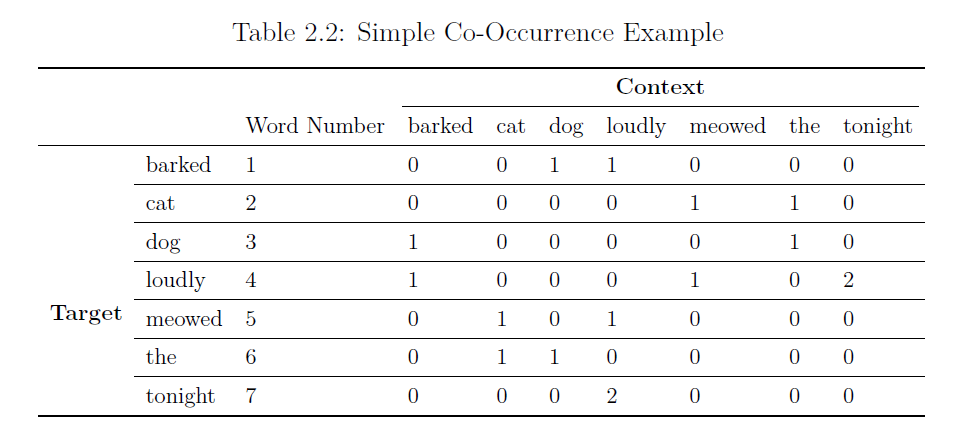 Table 2.2: Simple Co-Occurrence Example
Context
Word Number barked cat dog loudly meowed the tonight
barked 1 0 0 1 1 0 0 0
cat 2 0 0 0 0 1 1 0
dog 3 1 0 0 0 0 1 0
loudly 4 1 0 0 0 1 0 2
Target
meowed 5 0 1 0 1 0 0 0
the 6 0 1 1 0 0 0 0
tonight 7 0 0 0 2 0 0 0